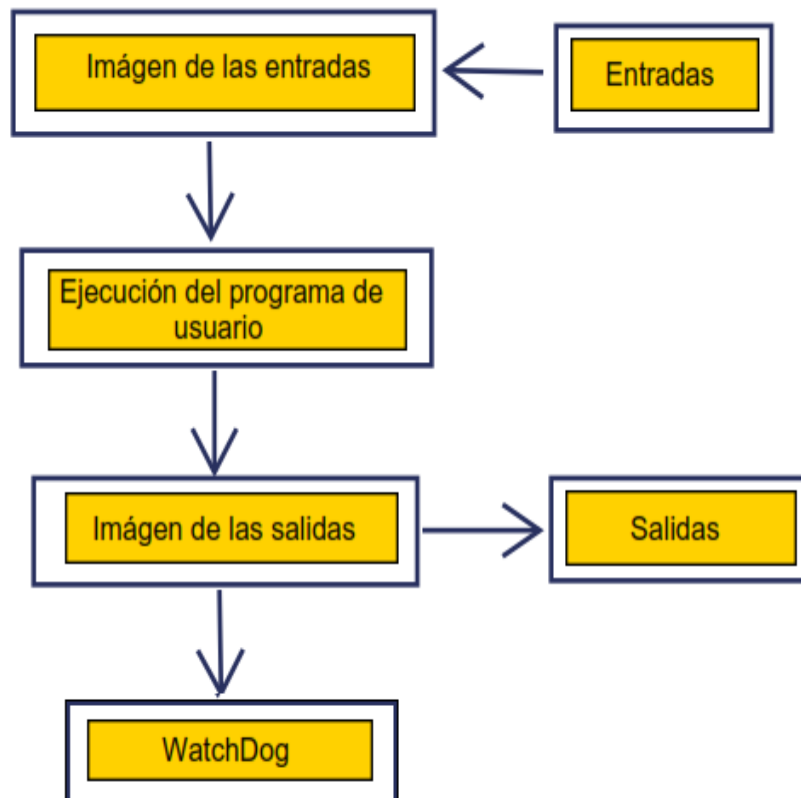 Imágen de las entradas
Entradas
Ejecución del programa de
usuario
Imágen de las salidas
Salidas
WatchDog